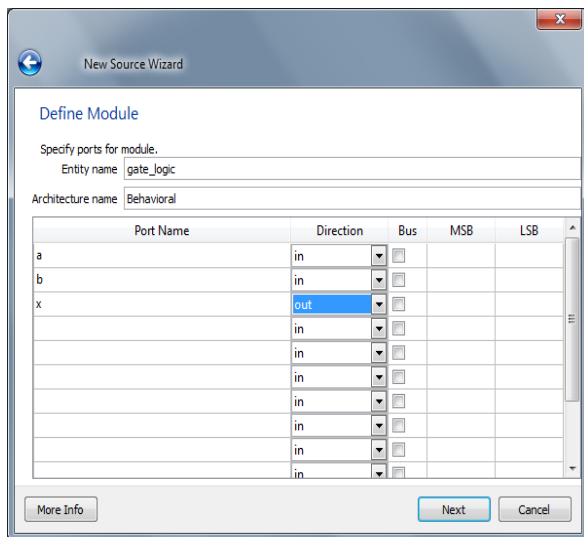 New Source Wizard
Define Module
Specify ports for module.
Entity name gate_logic
Architecture name Behavioral
Port Name Direction Bus MSB LSB
a in
b in
x out
in
in
in
in
in
in
in
More Info Next Cancel